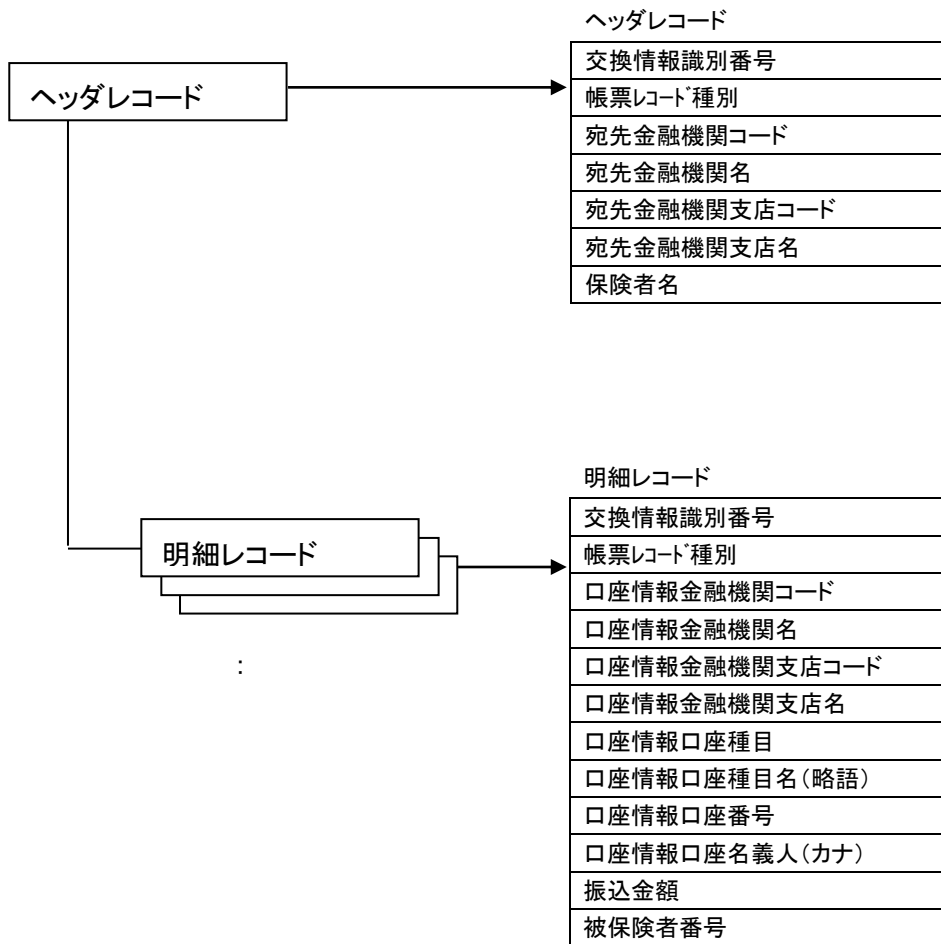 ヘッダレコード
ヘッダレコード
交換情報識別番号
帳票ﾚｺｰﾄﾞ種別
宛先金融機関コード
宛先金融機関名
宛先金融機関支店コード
宛先金融機関支店名
保険者名
明細レコード
明細レコード
:
交換情報識別番号
帳票ﾚｺｰﾄﾞ種別
口座情報金融機関コード
口座情報金融機関名
口座情報金融機関支店コード
口座情報金融機関支店名
口座情報口座種目
口座情報口座種目名(略語)
口座情報口座番号
口座情報口座名義人(カナ)
振込金額
被保険者番号